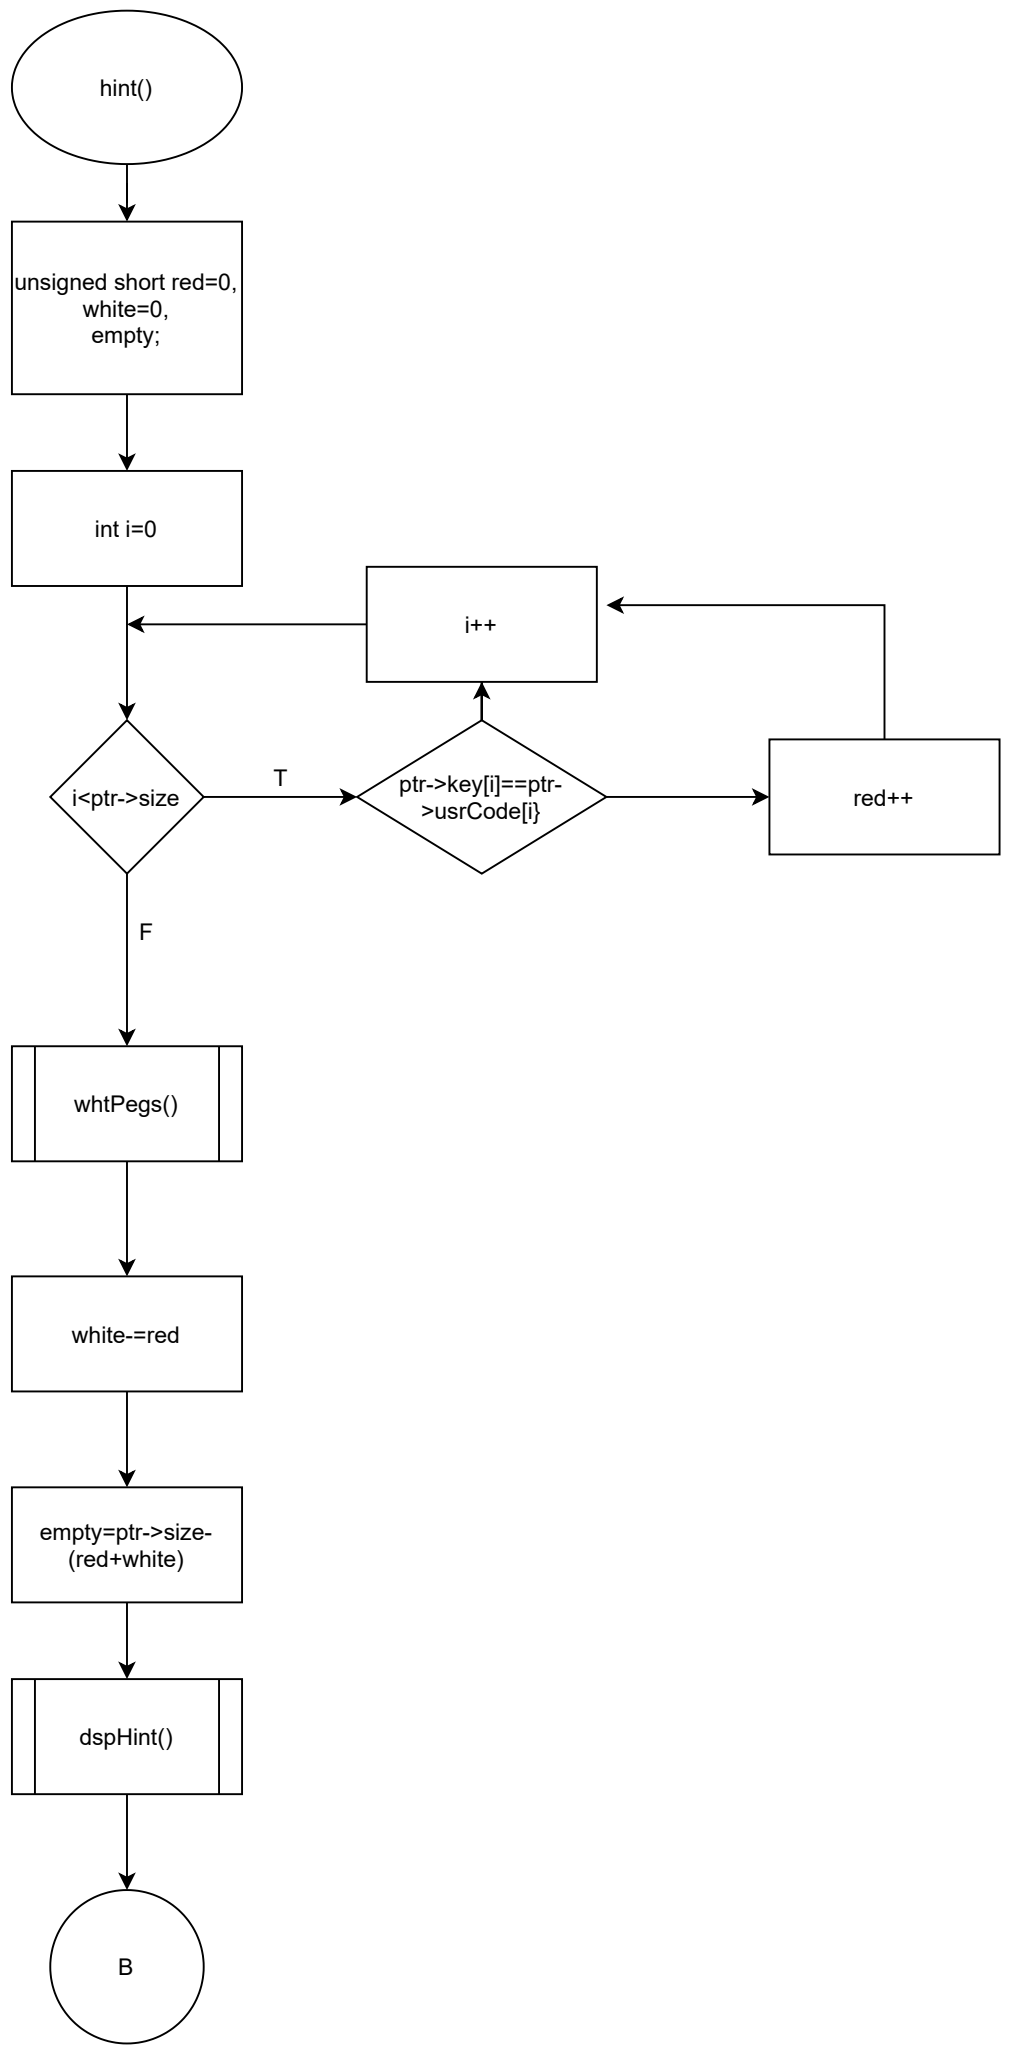 hint()
unsigned short red=0,
white=0,
empty;
int i=0
i++
i<ptr->size
T
ptr->key[i]==ptr-
>usrCode[i}
red++
F
whtPegs()
white-=red
empty=ptr->size-
(red+white)
dspHint()
B